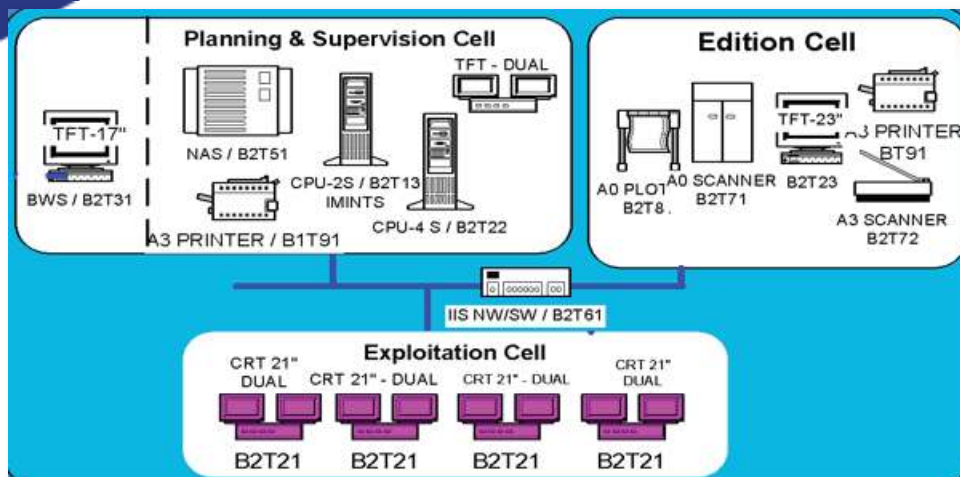 Planning & Supervision Cell
TFT - DUAL
TFT-17"
NAS / B2T51
BWS / B2T31
CPU-2S / B2T13
IMINTS
CPU-4 S / B2T22
A3 PRINTER / B1T91
Edition Cell
TFT-23"
A3 PRINTER
BT91
A0 PLOT
B2T8 .
A0 SCANNER
B2T71
B2T23
A3 SCANNER
B2T72
IIS NW/SW / B2T61
Exploitation Cell
CRT 21"
DUAL
CRT 21" - DUAL
CRT 21" - DUAL
CRT 21"
DUAL
B2T21
B2T21
B2T21
B2T21